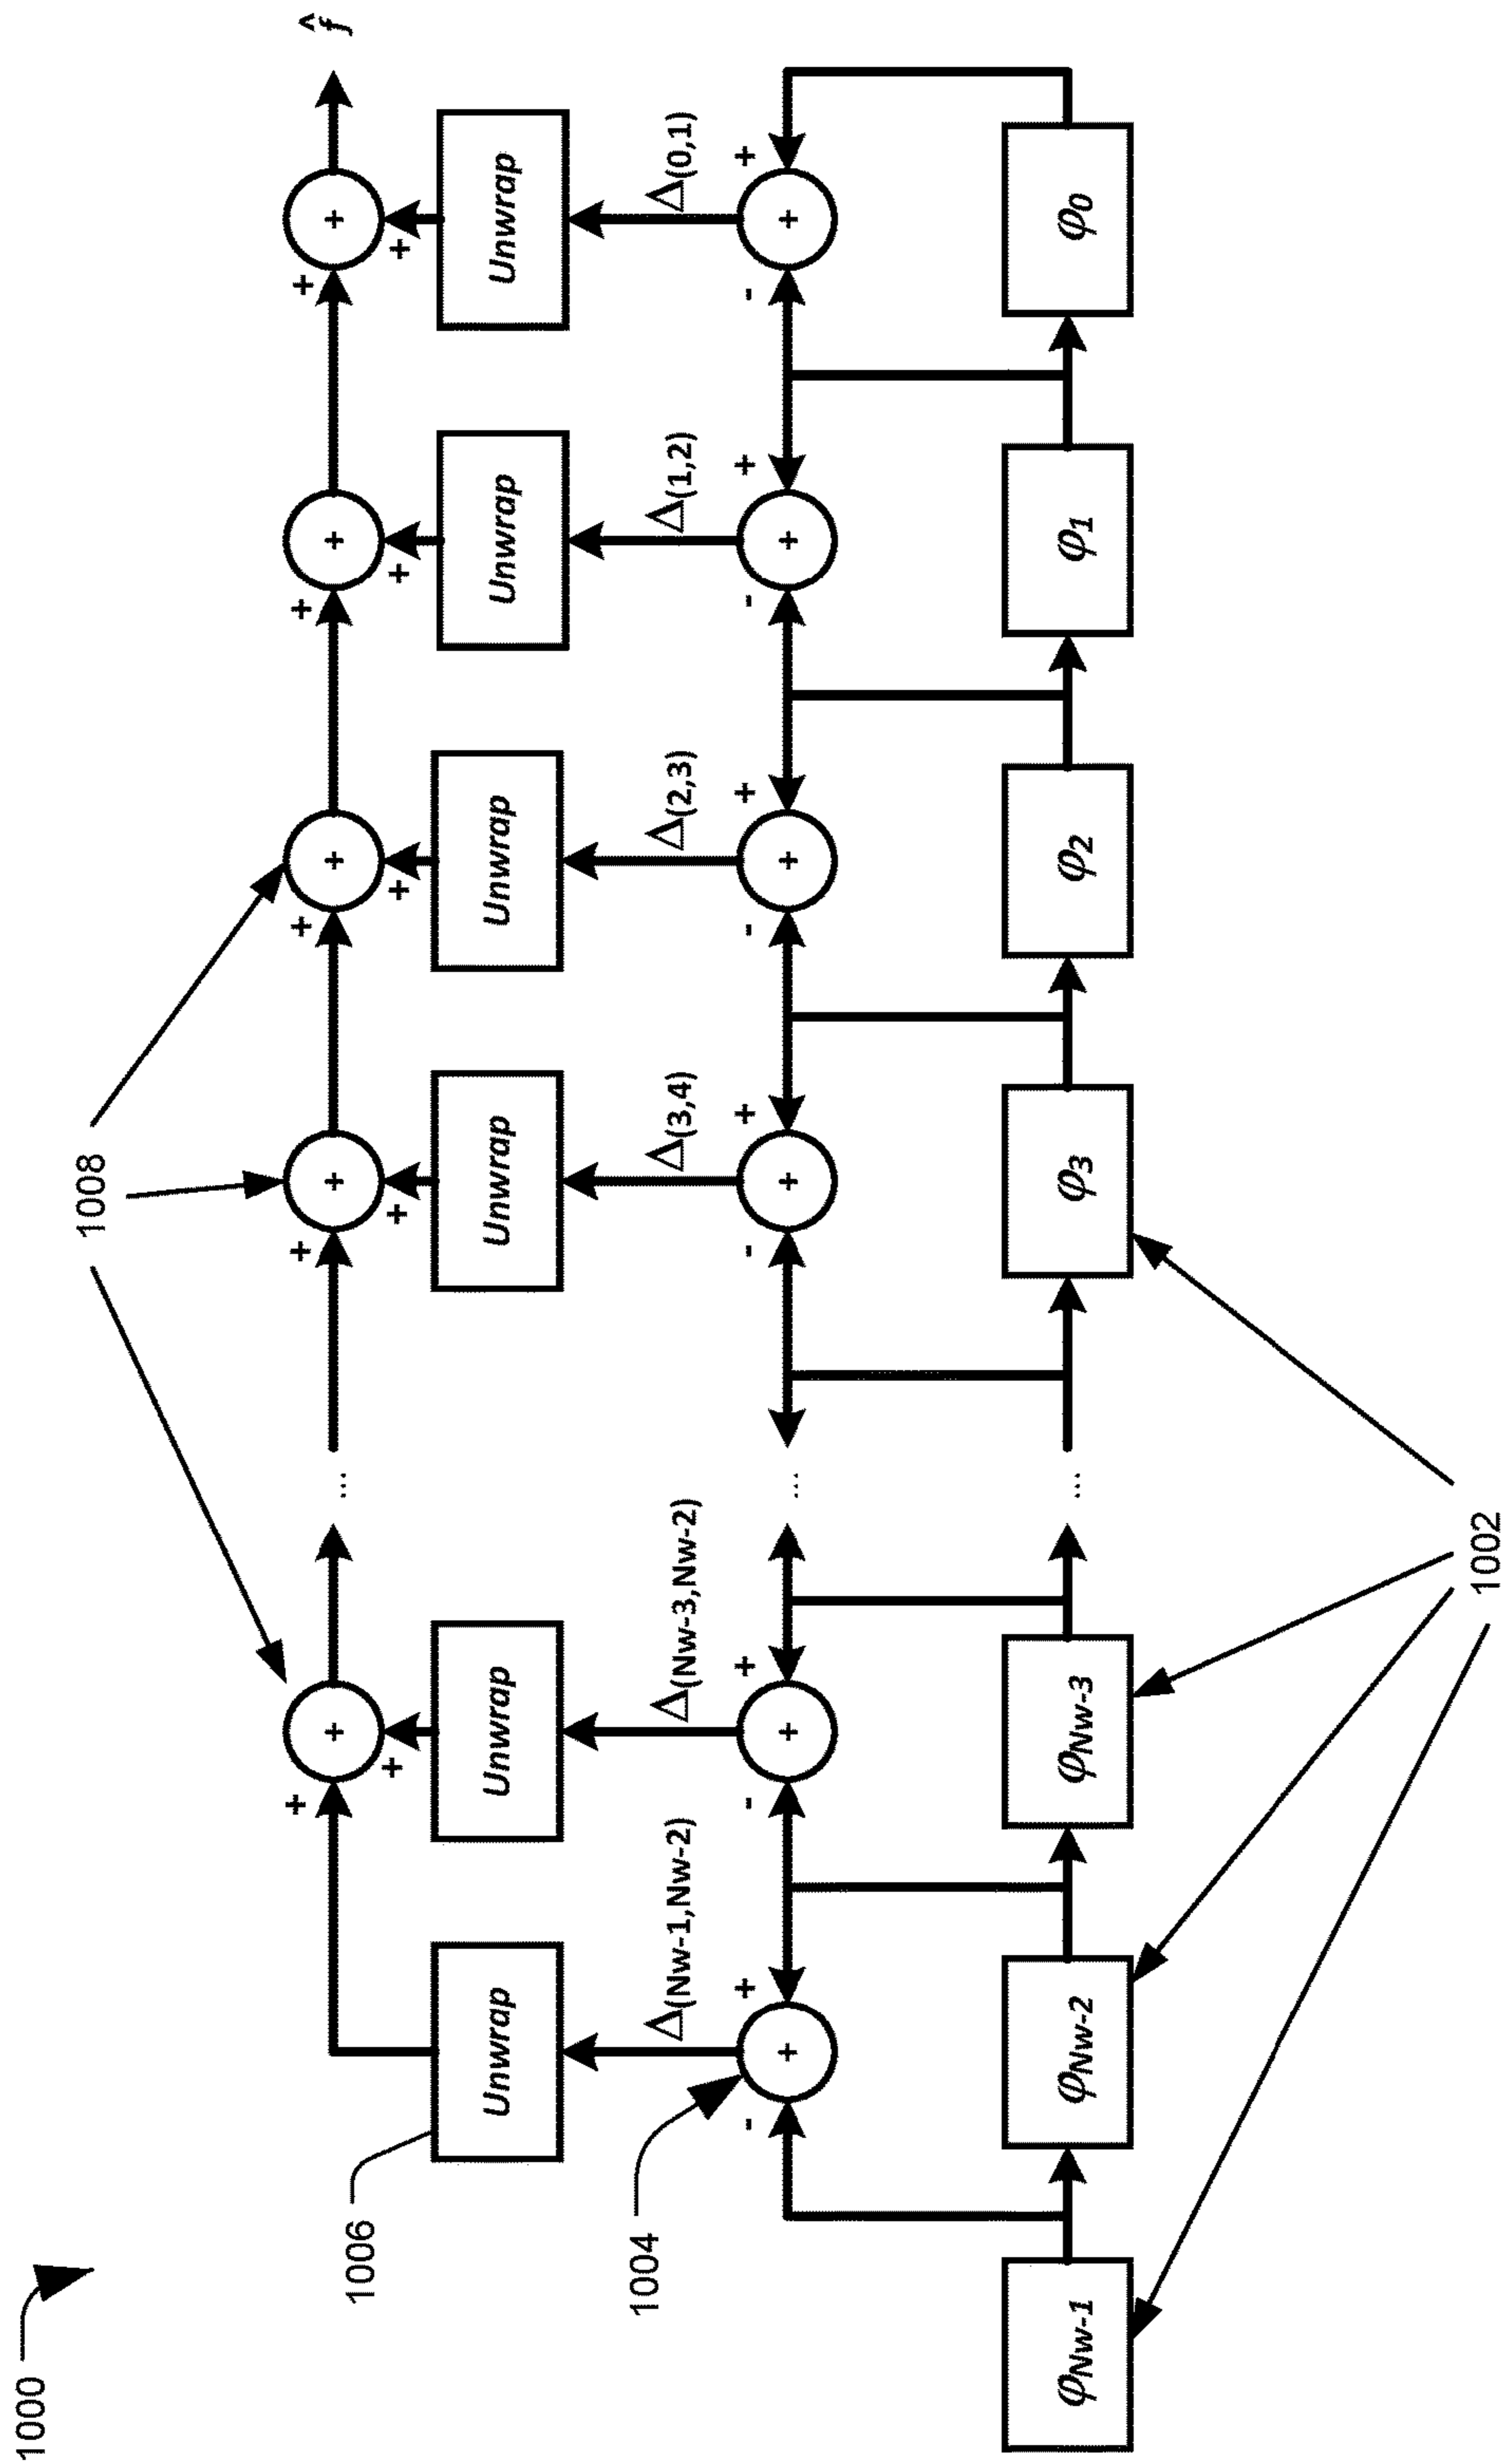 1000
1008
f̂
1006
Unwrap
Unwrap
Unwrap
Unwrap
Unwrap
Unwrap
+ + + + +
+ + + + +
+ + + + +
1004
Δ(Nw-1,Nw-2)
Δ(Nw-3,Nw-2)
Δ(3,4)
Δ(2,3)
Δ(1,2)
Δ(0,1)
- + - + - + - + - + - +
+ + + + + +
... ... ...
φNw-1
φNw-2
φNw-3
φ3
φ2
φ1
φ0
1002